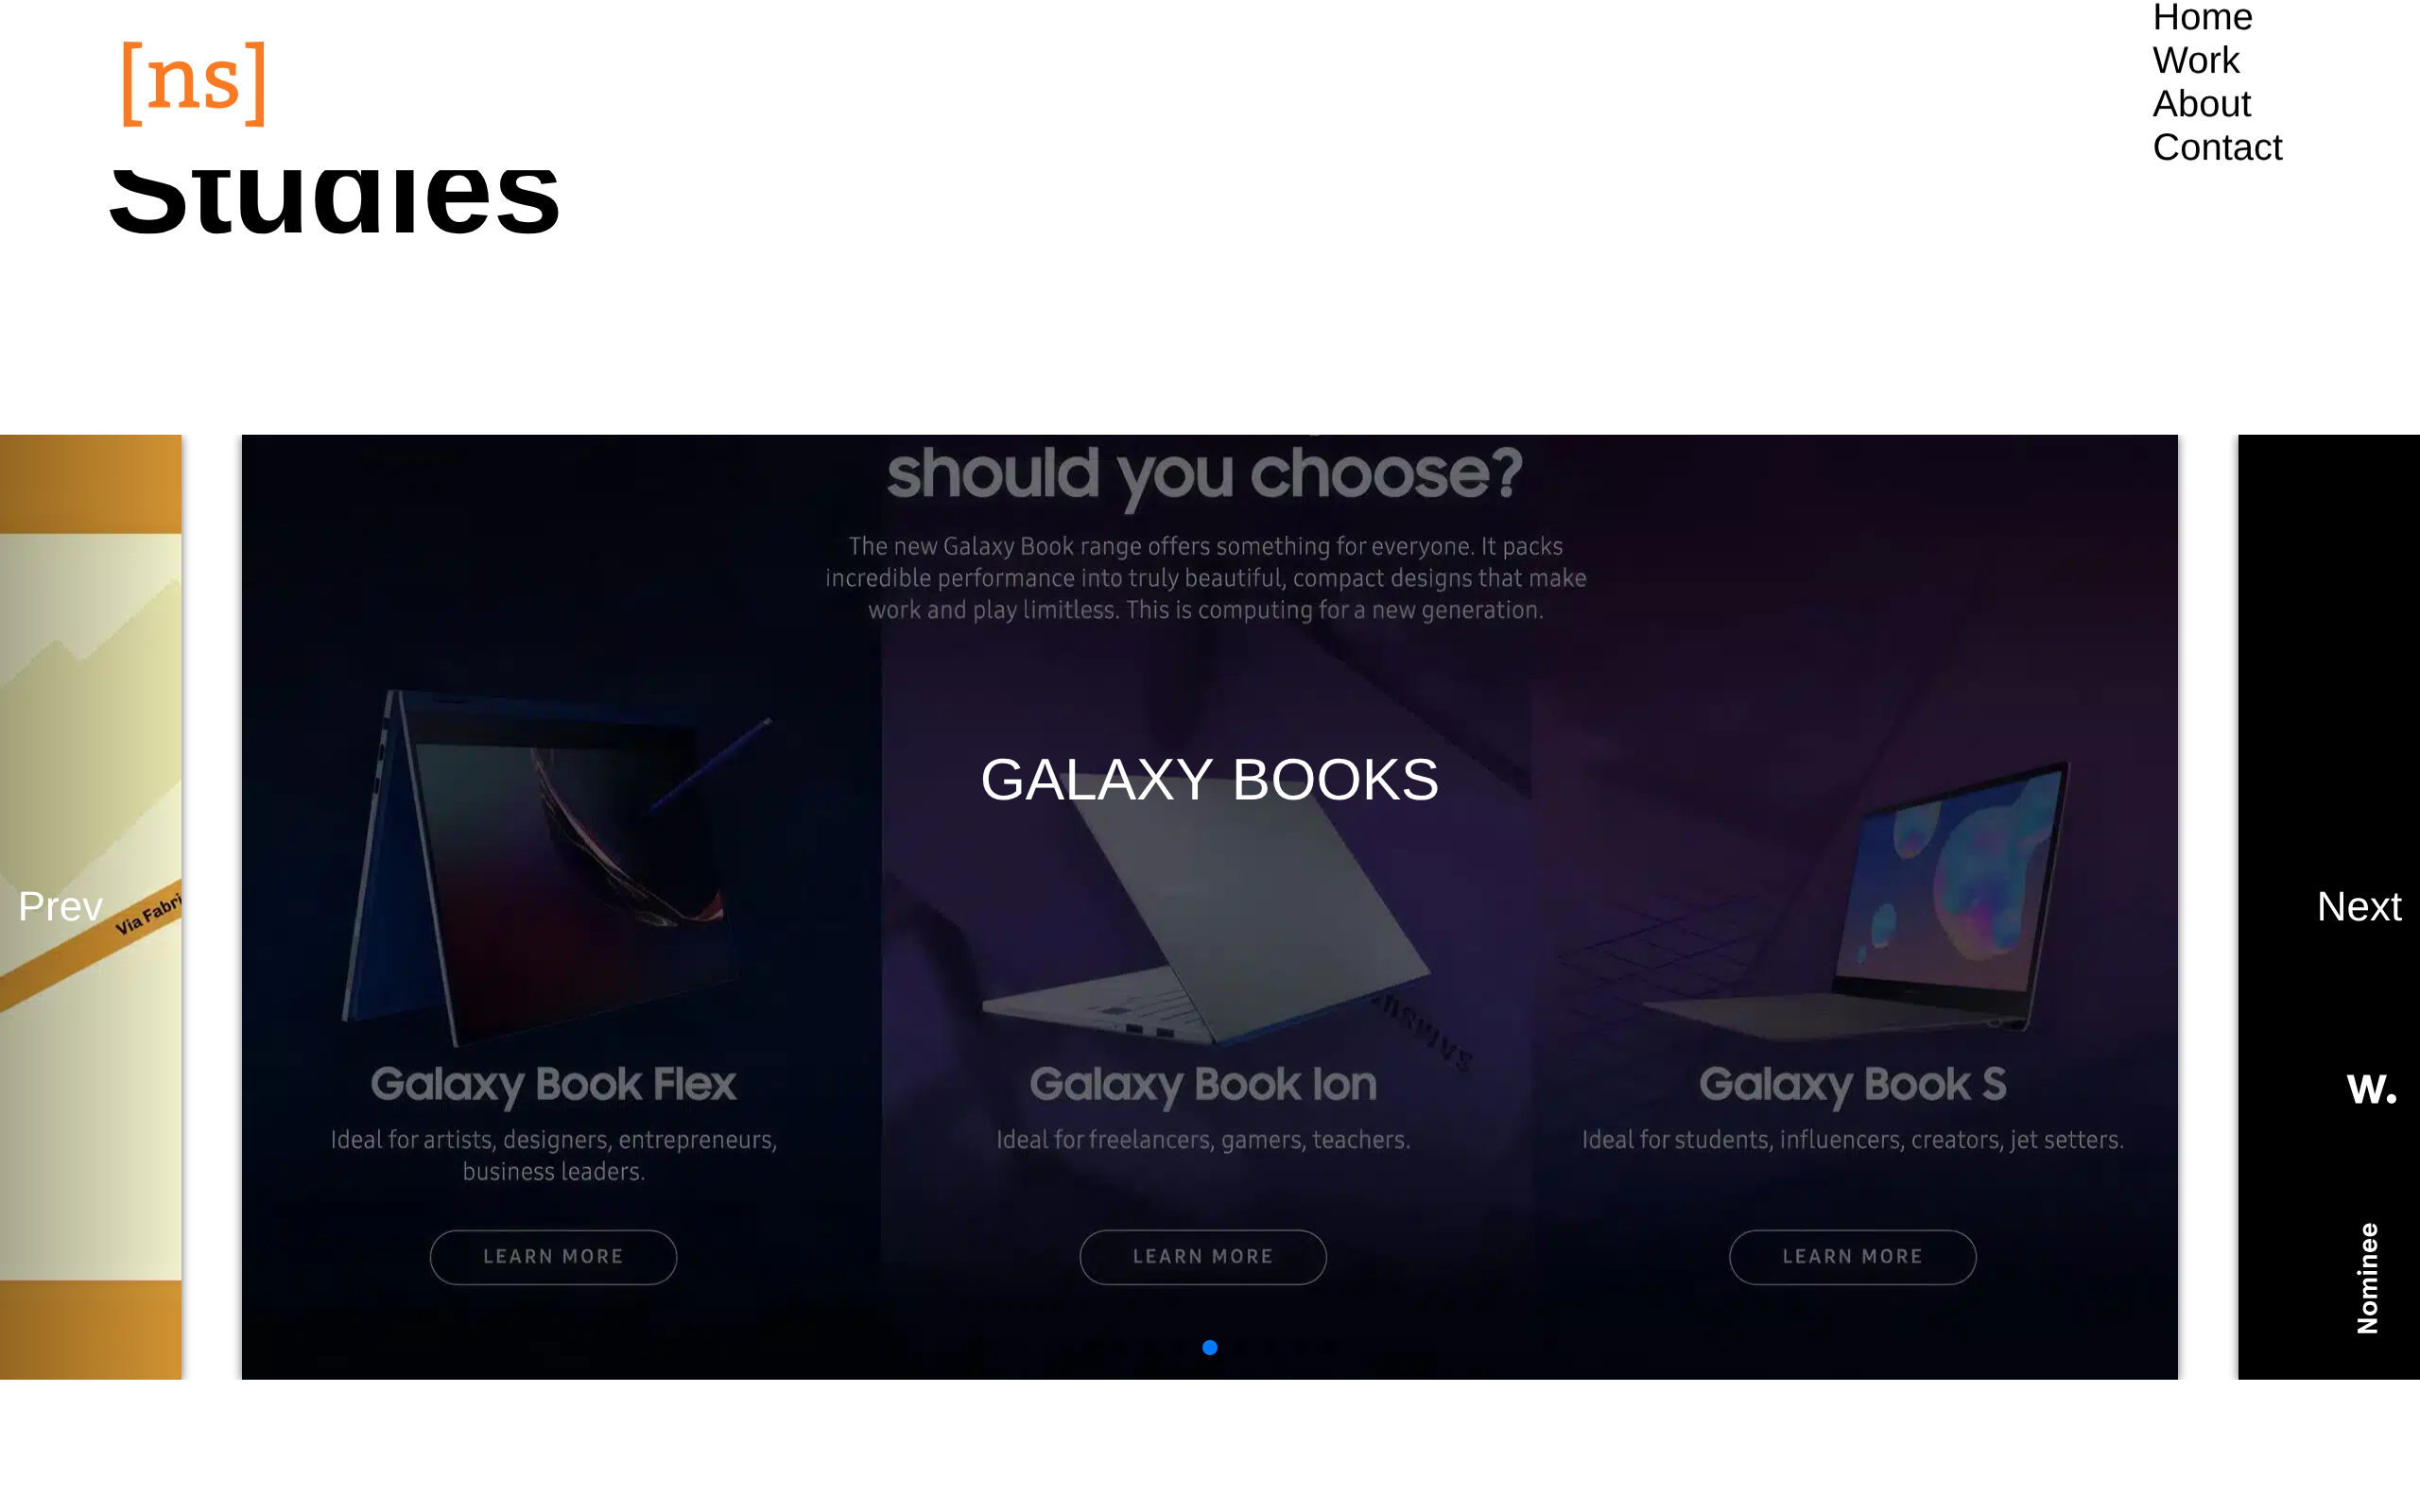 [ns]
Home
Work
About
Contact
Studies
should you choose?
The new Galaxy Book range offers something for everyone. It packs
incredible performance into truly beautiful, compact designs that make
work and play limitless. This is computing for a new generation.
GALAXY BOOKS
Prev
Via Fabri
Next
SAMSUNG
Galaxy Book Flex
Ideal for artists, designers, entrepreneurs,
business leaders.
LEARN MORE
Galaxy Book Ion
Ideal for freelancers, gamers, teachers.
LEARN MORE
Galaxy Book S
Ideal for students, influencers, creators, jet setters.
LEARN MORE
w.
Nominee